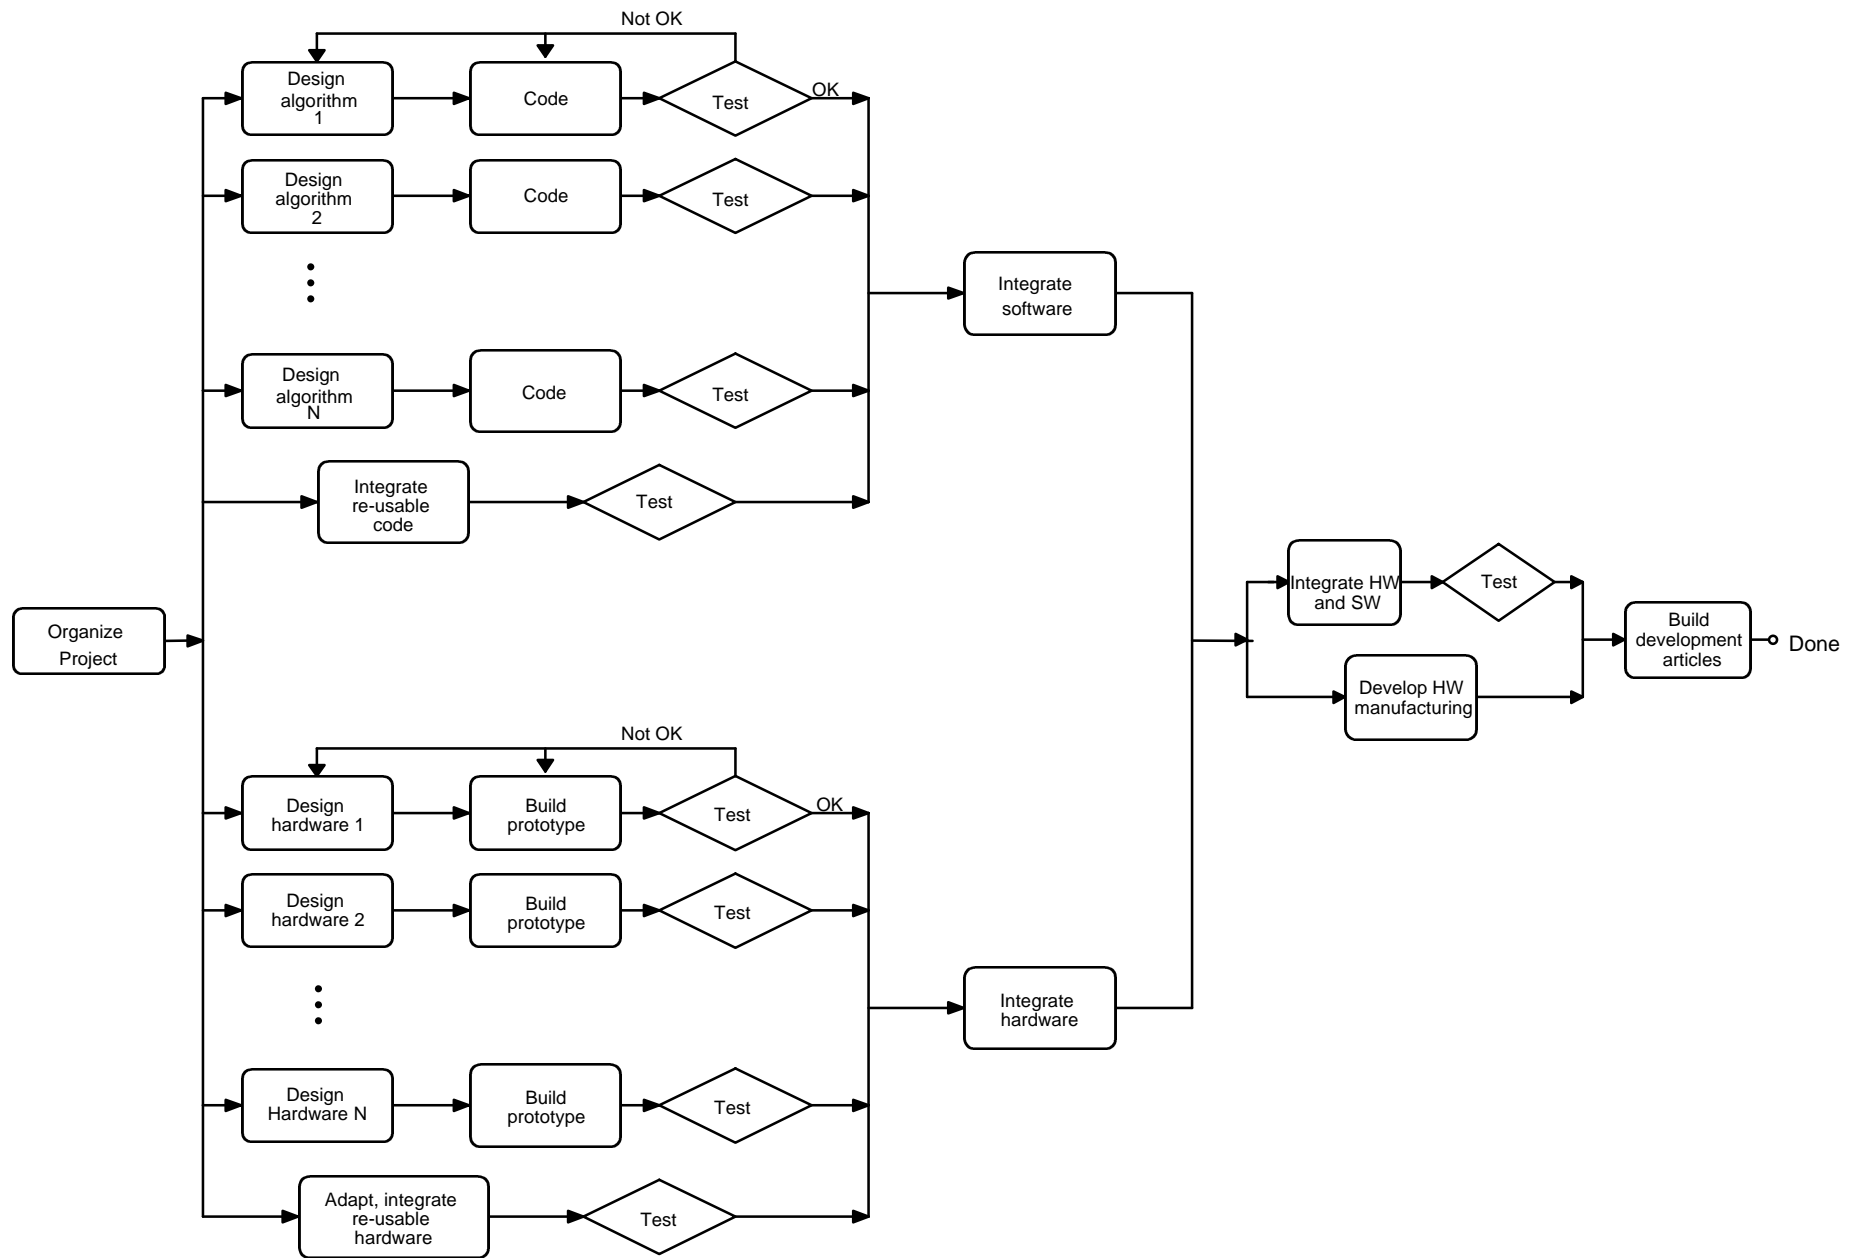 Not OK
Design
algorithm
1
Code
Test
OK
Design
algorithm
2
Code
Test
Integrate
software
Design
algorithm
N
Code
Test
Integrate
re-usable
code
Test
Organize
Project
Integrate HW
and SW
Test
Build
development
articles
Done
Develop HW
manufacturing
Not OK
Design
hardware 1
Build
prototype
Test
OK
Design
hardware 2
Build
prototype
Test
Integrate
hardware
Design
Hardware N
Build
prototype
Test
Adapt, integrate
re-usable
hardware
Test